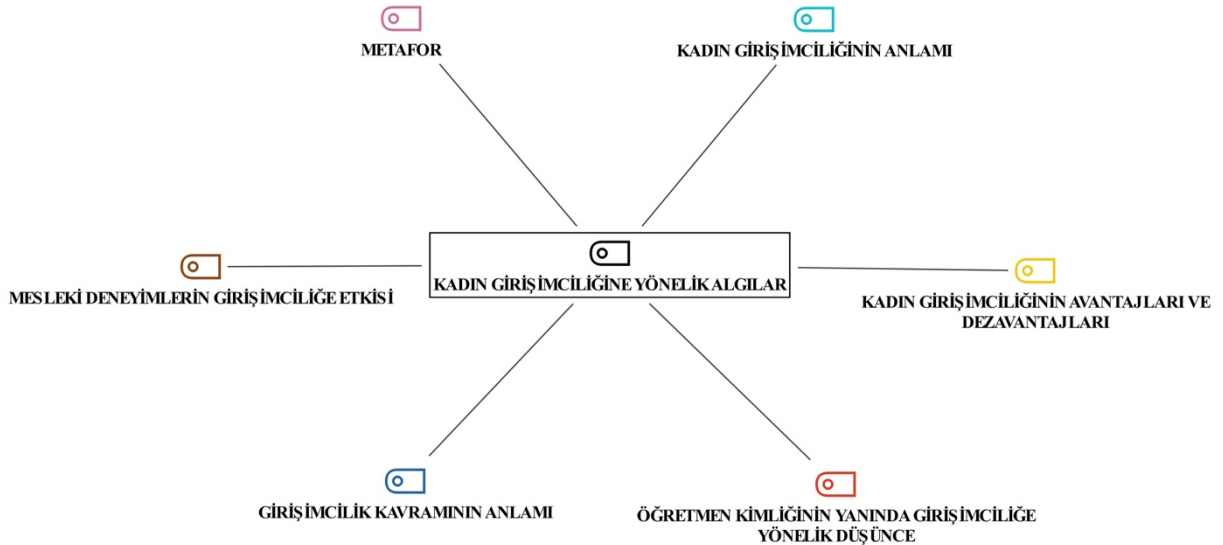 METAFOR
KADIN GİRİŞİMCİLİĞİNİN ANLAMI
KADIN GİRİŞİMCİLİĞİNE YÖNELİK ALGILAR
MESLEKİ DENEYİMLERİN GİRİŞİMCİLİĞE ETKİSİ
KADIN GİRİŞİMCİLİĞİNİN AVANTAJLARI VE
DEZAVANTAJLARI
GİRİŞİMCİLİK KAVRAMININ ANLAMI
ÖĞRETMEN KİMLİĞİNİN YANINDA GİRİŞİMCİLİĞE
YÖNELİK DÜŞÜNCE